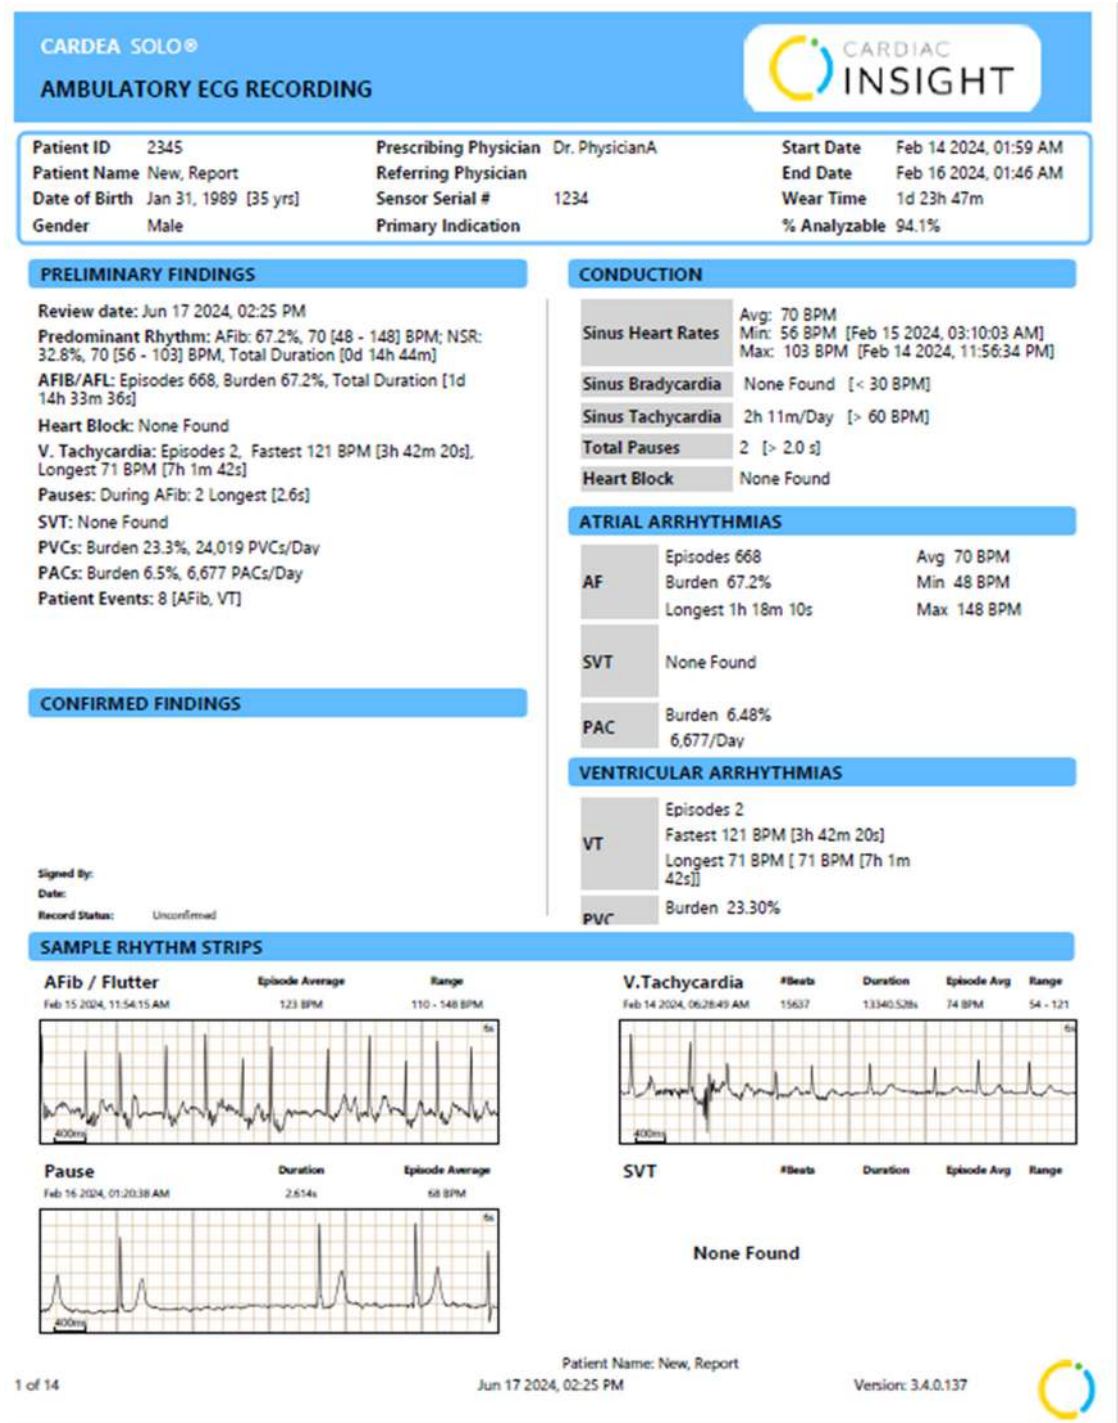 CARDEA SOLO®
AMBULATORY ECG RECORDING
CARDIAC
INSIGHT
Patient ID 2345
Patient Name New, Report
Date of Birth Jan 31, 1989 [35 yrs]
Gender Male
Prescribing Physician Dr. PhysicianA
Referring Physician
Sensor Serial # 1234
Primary Indication
Start Date Feb 14 2024, 01:59 AM
End Date Feb 16 2024, 01:46 AM
Wear Time 1d 23h 47m
% Analyzable 94.1%
PRELIMINARY FINDINGS
Review date: Jun 17 2024, 02:25 PM
Predominant Rhythm: AFib: 67.2%, 70 [48 - 148] BPM; NSR:
32.8%, 70 [56 - 103] BPM, Total Duration [0d 14h 44m]
AFIB/AFL: Episodes 668, Burden 67.2%, Total Duration [1d
14h 33m 36s]
Heart Block: None Found
V. Tachycardia: Episodes 2, Fastest 121 BPM [3h 42m 20s],
Longest 71 BPM [7h 1m 42s]
Pauses: During AFib: 2 Longest [2.6s]
SVT: None Found
PVCs: Burden 23.3%, 24,019 PVCs/Day
PACs: Burden 6.5%, 6,677 PACs/Day
Patient Events: 8 [AFib, VT]
CONFIRMED FINDINGS
Signed By:
Date:
Record Status: Unconfirmed
CONDUCTION
Sinus Heart Rates
Avg: 70 BPM
Min: 56 BPM [Feb 15 2024, 03:10:03 AM]
Max: 103 BPM [Feb 14 2024, 11:56:34 PM]
Sinus Bradycardia None Found [< 30 BPM]
Sinus Tachycardia 2h 11m/Day [> 60 BPM]
Total Pauses 2 [> 2.0 s]
Heart Block None Found
ATRIAL ARRHYTHMIAS
AF
Episodes 668 Avg 70 BPM
Burden 67.2% Min 48 BPM
Longest 1h 18m 10s Max 148 BPM
SVT None Found
PAC
Burden 6.48%
6,677/Day
VENTRICULAR ARRHYTHMIAS
VT
Episodes 2
Fastest 121 BPM [3h 42m 20s]
Longest 71 BPM [ 71 BPM [7h 1m
42s]]
PVC Burden 23.30%
SAMPLE RHYTHM STRIPS
AFib / Flutter Episode Average Range
Feb 15 2024, 11:54:15 AM 123 BPM 110 - 148 BPM
6s
400ms
V.Tachycardia #Beats Duration Episode Avg Range
Feb 14 2024, 06:28:49 AM 15637 13340.528s 74 BPM 54 - 121
6s
400ms
Pause Duration Episode Average
Feb 16 2024, 01:20:38 AM 2.614s 68 BPM
6s
400ms
SVT #Beats Duration Episode Avg Range
None Found
Patient Name: New, Report
1 of 14 Jun 17 2024, 02:25 PM Version: 3.4.0.137